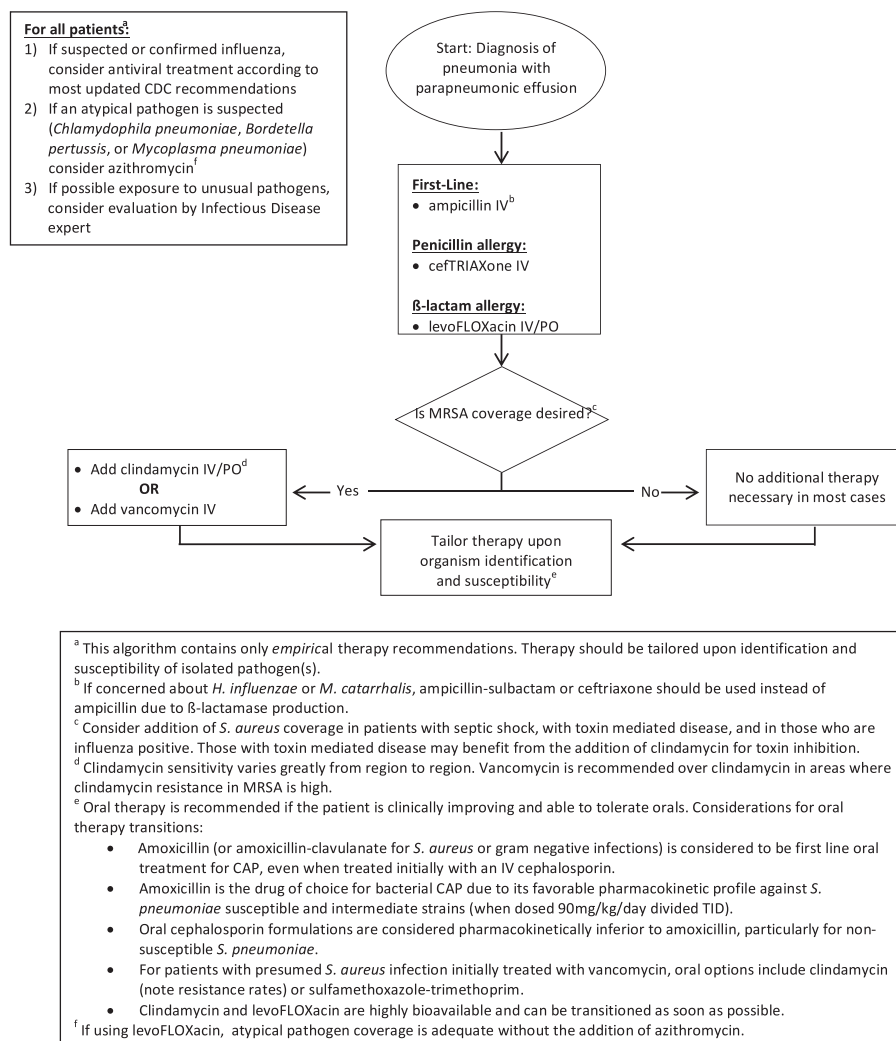 For all patientsᵃ:
1) If suspected or confirmed influenza,
consider antiviral treatment according to
most updated CDC recommendations
2) If an atypical pathogen is suspected
(Chlamydophila pneumoniae, Bordetella
pertussis, or Mycoplasma pneumoniae)
consider azithromycinᶠ
3) If possible exposure to unusual pathogens,
consider evaluation by Infectious Disease
expert
Start: Diagnosis of
pneumonia with
parapneumonic effusion
First-Line:
• ampicillin IVᵇ
Penicillin allergy:
• cefTRIAXone IV
ß-lactam allergy:
• levoFLOXacin IV/PO
Is MRSA coverage desired?ᶜ
Yes
No
• Add clindamycin IV/POᵈ
OR
• Add vancomycin IV
No additional therapy
necessary in most cases
Tailor therapy upon
organism identification
and susceptibilityᵉ
ᵃ This algorithm contains only empirical therapy recommendations. Therapy should be tailored upon identification and
susceptibility of isolated pathogen(s).
ᵇ If concerned about H. influenzae or M. catarrhalis, ampicillin-sulbactam or ceftriaxone should be used instead of
ampicillin due to ß-lactamase production.
ᶜ Consider addition of S. aureus coverage in patients with septic shock, with toxin mediated disease, and in those who are
influenza positive. Those with toxin mediated disease may benefit from the addition of clindamycin for toxin inhibition.
ᵈ Clindamycin sensitivity varies greatly from region to region. Vancomycin is recommended over clindamycin in areas where
clindamycin resistance in MRSA is high.
ᵉ Oral therapy is recommended if the patient is clinically improving and able to tolerate orals. Considerations for oral
therapy transitions:
• Amoxicillin (or amoxicillin-clavulanate for S. aureus or gram negative infections) is considered to be first line oral
treatment for CAP, even when treated initially with an IV cephalosporin.
• Amoxicillin is the drug of choice for bacterial CAP due to its favorable pharmacokinetic profile against S.
pneumoniae susceptible and intermediate strains (when dosed 90mg/kg/day divided TID).
• Oral cephalosporin formulations are considered pharmacokinetically inferior to amoxicillin, particularly for non-
susceptible S. pneumoniae.
• For patients with presumed S. aureus infection initially treated with vancomycin, oral options include clindamycin
(note resistance rates) or sulfamethoxazole-trimethoprim.
• Clindamycin and levoFLOXacin are highly bioavailable and can be transitioned as soon as possible.
ᶠ If using levoFLOXacin, atypical pathogen coverage is adequate without the addition of azithromycin.